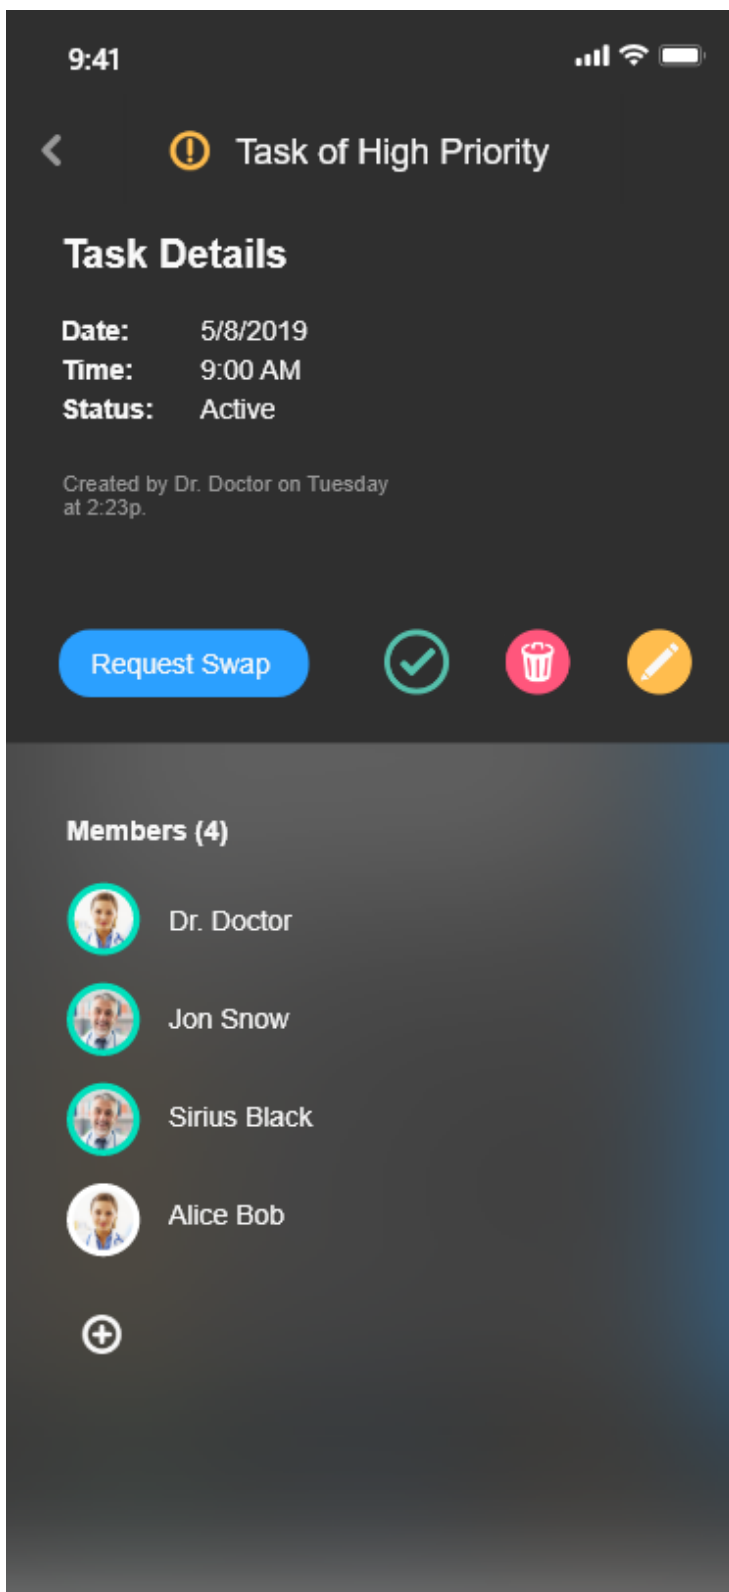 9:41
Task of High Priority
Task Details
Date: 5/8/2019
Time: 9:00 AM
Status: Active
Created by Dr. Doctor on Tuesday
at 2:23p.
Request Swap
Members (4)
Dr. Doctor
Jon Snow
Sirius Black
Alice Bob